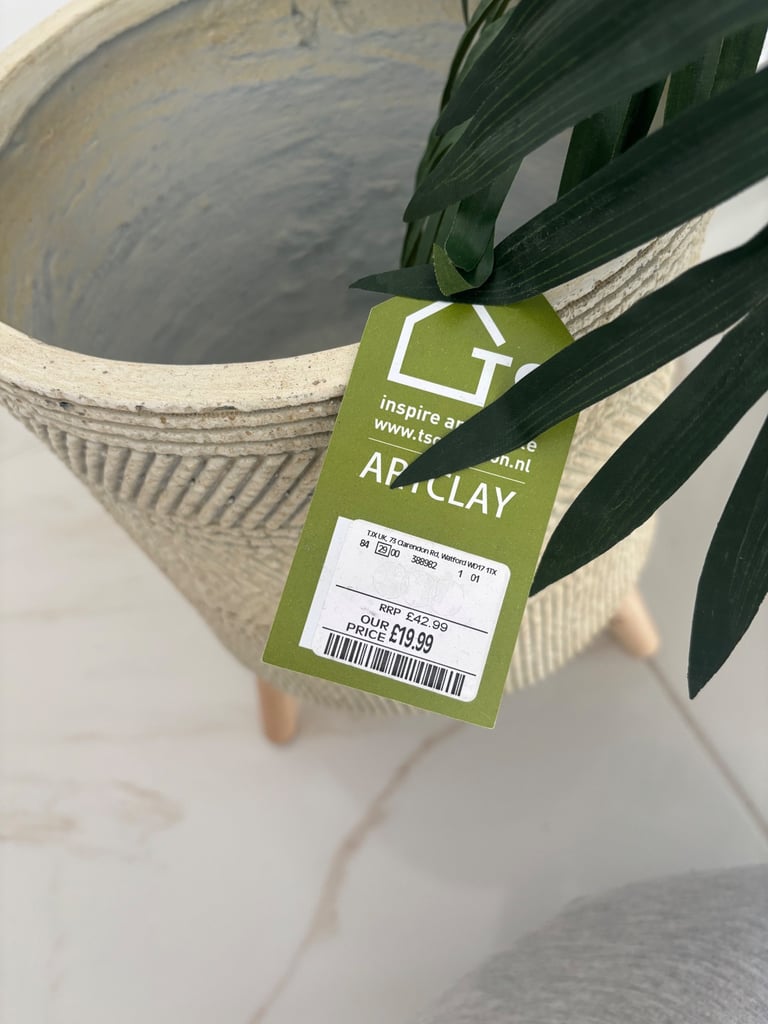 TS
inspire
www.
.nl
ARTCLAY
TJX UK, 73 Clarendon Rd, Watford WD17 1TX
84 29 00 388982 1 01
RRP £42.99
OUR
PRICE £19.99